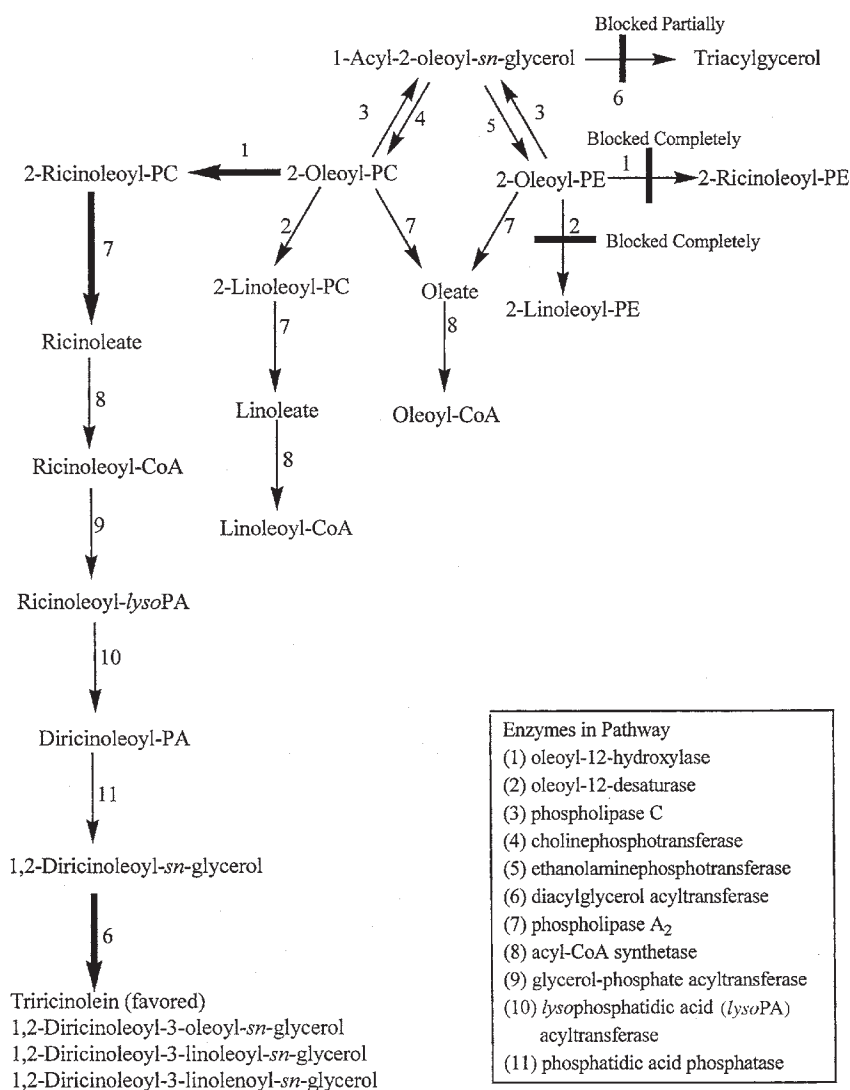 Blocked Partially
1-Acyl-2-oleoyl-sn-glycerol
Triacylgycerol
6
3
4
5
3
Blocked Completely
1
1
2-Ricinoleoyl-PC
2-Oleoyl-PC
2-Oleoyl-PE
2-Ricinoleoyl-PE
7
2
7
7
2
Blocked Completely
2-Linoleoyl-PC
Oleate
2-Linoleoyl-PE
Ricinoleate
7
8
8
Linoleate
Oleoyl-CoA
Ricinoleoyl-CoA
8
9
Linoleoyl-CoA
Ricinoleoyl-lysoPA
10
Diricinoleoyl-PA
11
1,2-Diricinoleoyl-sn-glycerol
6
Triricinolein (favored)
1,2-Diricinoleoyl-3-oleoyl-sn-glycerol
1,2-Diricinoleoyl-3-linoleoyl-sn-glycerol
1,2-Diricinoleoyl-3-linolenoyl-sn-glycerol
Enzymes in Pathway
(1) oleoyl-12-hydroxylase
(2) oleoyl-12-desaturase
(3) phospholipase C
(4) cholinephosphotransferase
(5) ethanolaminephosphotransferase
(6) diacylglycerol acyltransferase
(7) phospholipase A2
(8) acyl-CoA synthetase
(9) glycerol-phosphate acyltransferase
(10) lysophosphatidic acid (lysoPA)
acyltransferase
(11) phosphatidic acid phosphatase